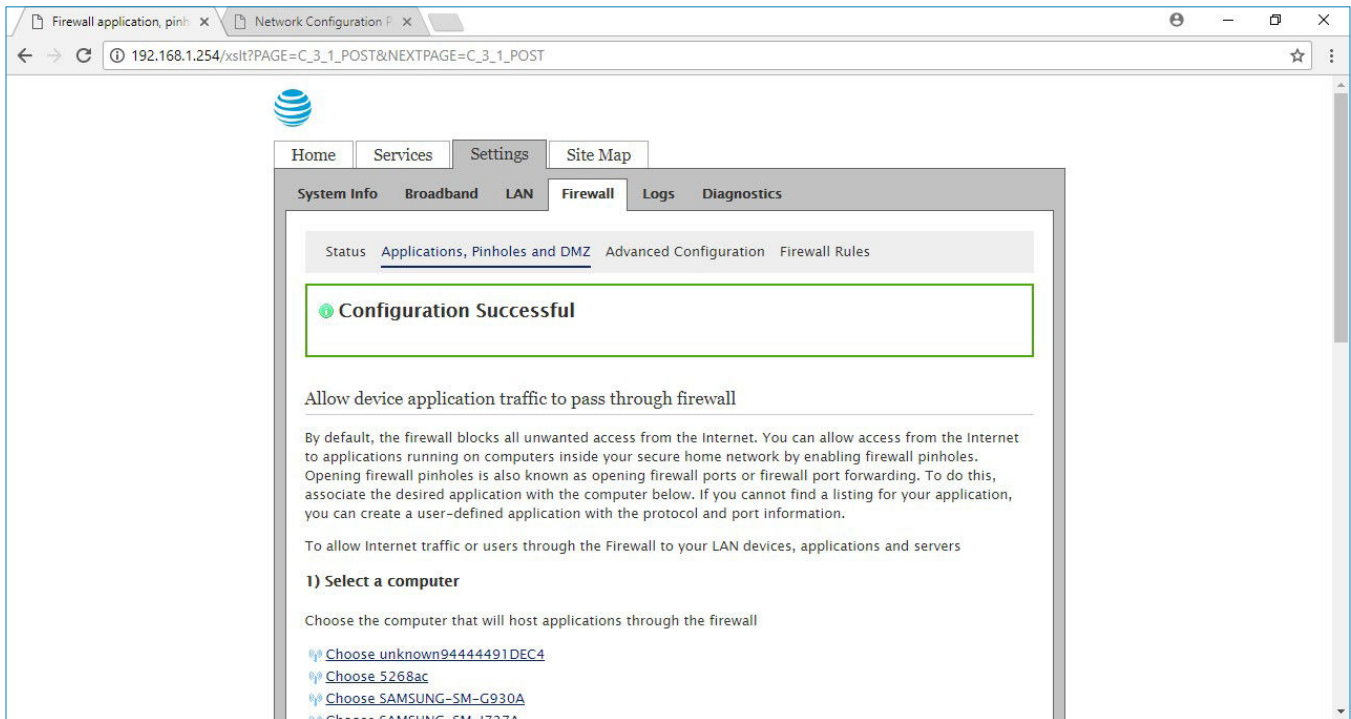 Firewall application, pinh
Network Configuration P
192.168.1.254/xslt?PAGE=C_3_1_POST&NEXTPAGE=C_3_1_POST
Home Services Settings Site Map
System Info Broadband LAN Firewall Logs Diagnostics
Status Applications, Pinholes and DMZ Advanced Configuration Firewall Rules
Configuration Successful
Allow device application traffic to pass through firewall
By default, the firewall blocks all unwanted access from the Internet. You can allow access from the Internet
to applications running on computers inside your secure home network by enabling firewall pinholes.
Opening firewall pinholes is also known as opening firewall ports or firewall port forwarding. To do this,
associate the desired application with the computer below. If you cannot find a listing for your application,
you can create a user-defined application with the protocol and port information.
To allow Internet traffic or users through the Firewall to your LAN devices, applications and servers
1) Select a computer
Choose the computer that will host applications through the firewall
Choose unknown94444491DEC4
Choose 5268ac
Choose SAMSUNG-SM-G930A
Choose SAMSUNG-SM-J727A